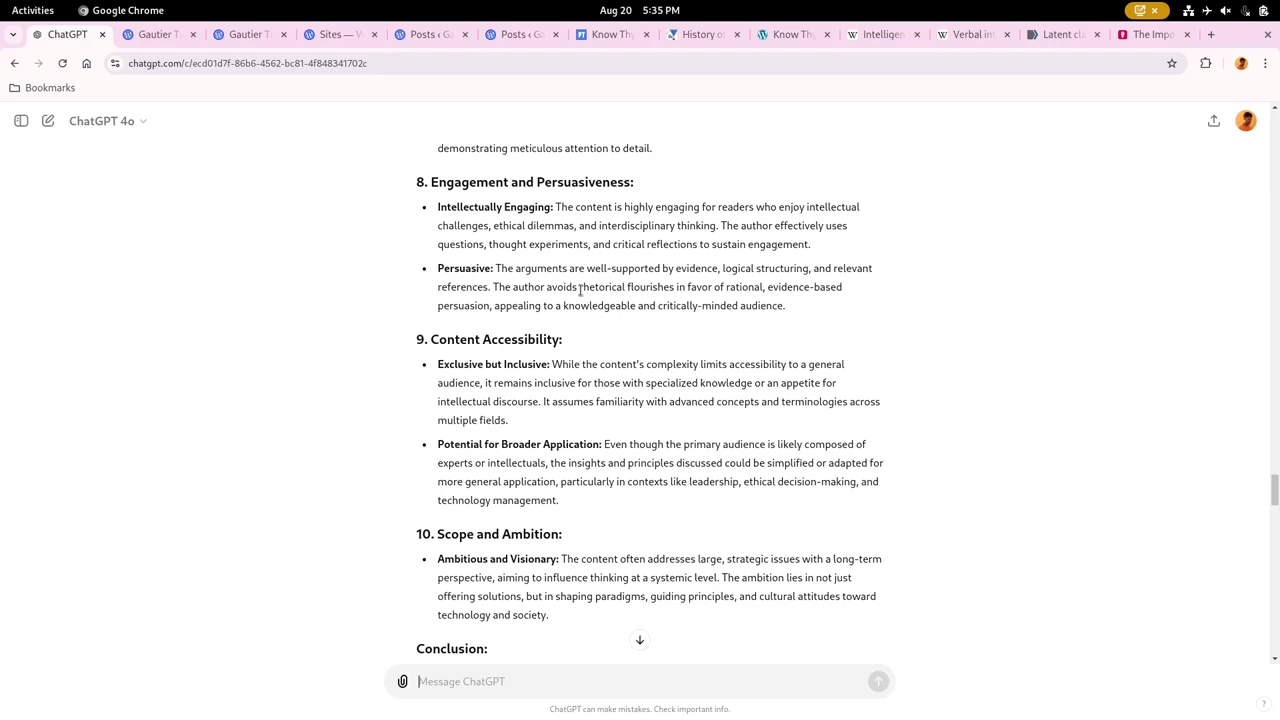 Activities
Google Chrome
Aug 20 5:35 PM
ChatGPT
Gautier T
Gautier T
Sites — W
Posts ‹ Ga
Posts ‹ Ga
Know Thy
History of
Know Thy
Intelligen
Verbal int
Latent cla
The Impo
chatgpt.com/c/ecd01d7f-86b6-4562-bc81-4f848341702c
Bookmarks
ChatGPT 4o
demonstrating meticulous attention to detail.
8. Engagement and Persuasiveness:
• Intellectually Engaging: The content is highly engaging for readers who enjoy intellectual
challenges, ethical dilemmas, and interdisciplinary thinking. The author effectively uses
questions, thought experiments, and critical reflections to sustain engagement.
• Persuasive: The arguments are well-supported by evidence, logical structuring, and relevant
references. The author avoids rhetorical flourishes in favor of rational, evidence-based
persuasion, appealing to a knowledgeable and critically-minded audience.
9. Content Accessibility:
• Exclusive but Inclusive: While the content's complexity limits accessibility to a general
audience, it remains inclusive for those with specialized knowledge or an appetite for
intellectual discourse. It assumes familiarity with advanced concepts and terminologies across
multiple fields.
• Potential for Broader Application: Even though the primary audience is likely composed of
experts or intellectuals, the insights and principles discussed could be simplified or adapted for
more general application, particularly in contexts like leadership, ethical decision-making, and
technology management.
10. Scope and Ambition:
• Ambitious and Visionary: The content often addresses large, strategic issues with a long-term
perspective, aiming to influence thinking at a systemic level. The ambition lies in not just
offering solutions, but in shaping paradigms, guiding principles, and cultural attitudes toward
technology and society.
Conclusion:
Message ChatGPT
ChatGPT can make mistakes. Check important info.
?